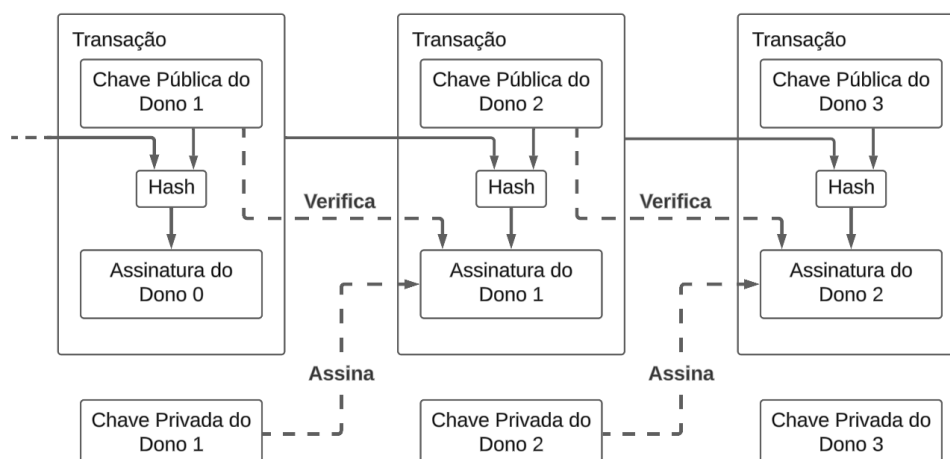 Transação
Transação
Transação
Chave Pública do
Dono 1
Chave Pública do
Dono 2
Chave Pública do
Dono 3
Hash
Hash
Hash
Verifica
Verifica
Assinatura do
Dono 0
Assinatura do
Dono 1
Assinatura do
Dono 2
Assina
Assina
Chave Privada do
Dono 1
Chave Privada do
Dono 2
Chave Privada do
Dono 3